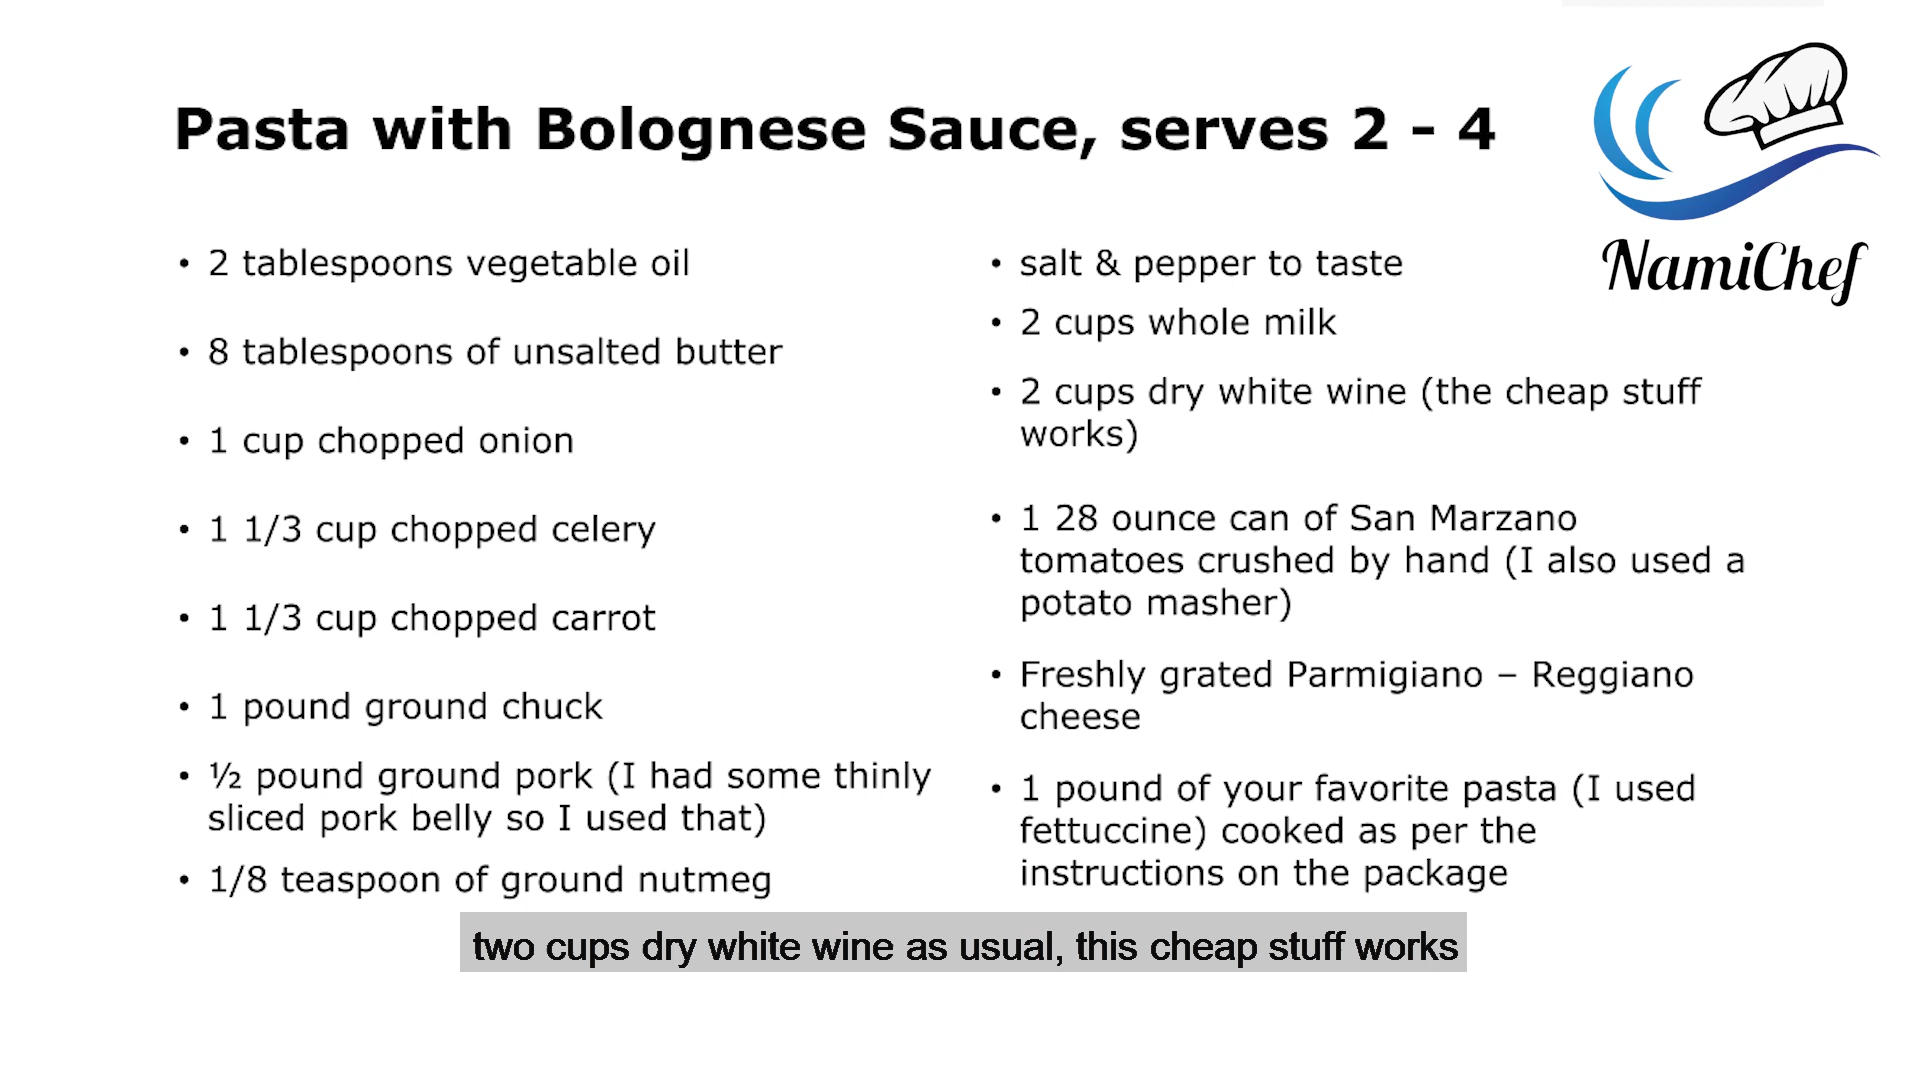 Pasta with Bolognese Sauce, serves 2 - 4
NamiChef
• 2 tablespoons vegetable oil
• 8 tablespoons of unsalted butter
• 1 cup chopped onion
• 1 1/3 cup chopped celery
• 1 1/3 cup chopped carrot
• 1 pound ground chuck
• ½ pound ground pork (I had some thinly
sliced pork belly so I used that)
• 1/8 teaspoon of ground nutmeg
• salt & pepper to taste
• 2 cups whole milk
• 2 cups dry white wine (the cheap stuff
works)
• 1 28 ounce can of San Marzano
tomatoes crushed by hand (I also used a
potato masher)
• Freshly grated Parmigiano – Reggiano
cheese
• 1 pound of your favorite pasta (I used
fettuccine) cooked as per the
instructions on the package
two cups dry white wine as usual, this cheap stuff works